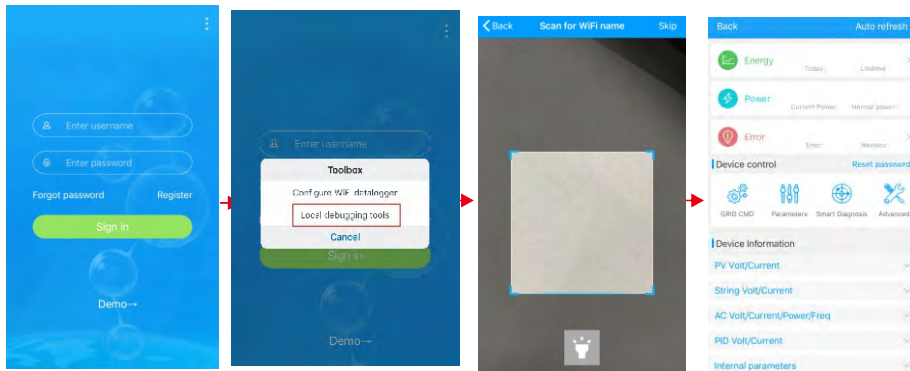 Enter username
Enter password
Forgot password
Register
Sign in
Demo→
Enter username
Toolbox
Configure WiFi datalogger
Local debugging tools
Cancel
Sign in
Demo→
Back
Scan for WiFi name
Skip
Back
Auto refresh
Energy
Today
Lifetime
Power
Current Power
Normal power
Error
Error
Warning
Device control
Reset password
GRID CMD
Parameters
Smart Diagnosis
Advanced
Device Information
PV Volt/Current
String Volt/Current
AC Volt/Current/Power/Freq
PID Volt/Current
Internal parameters